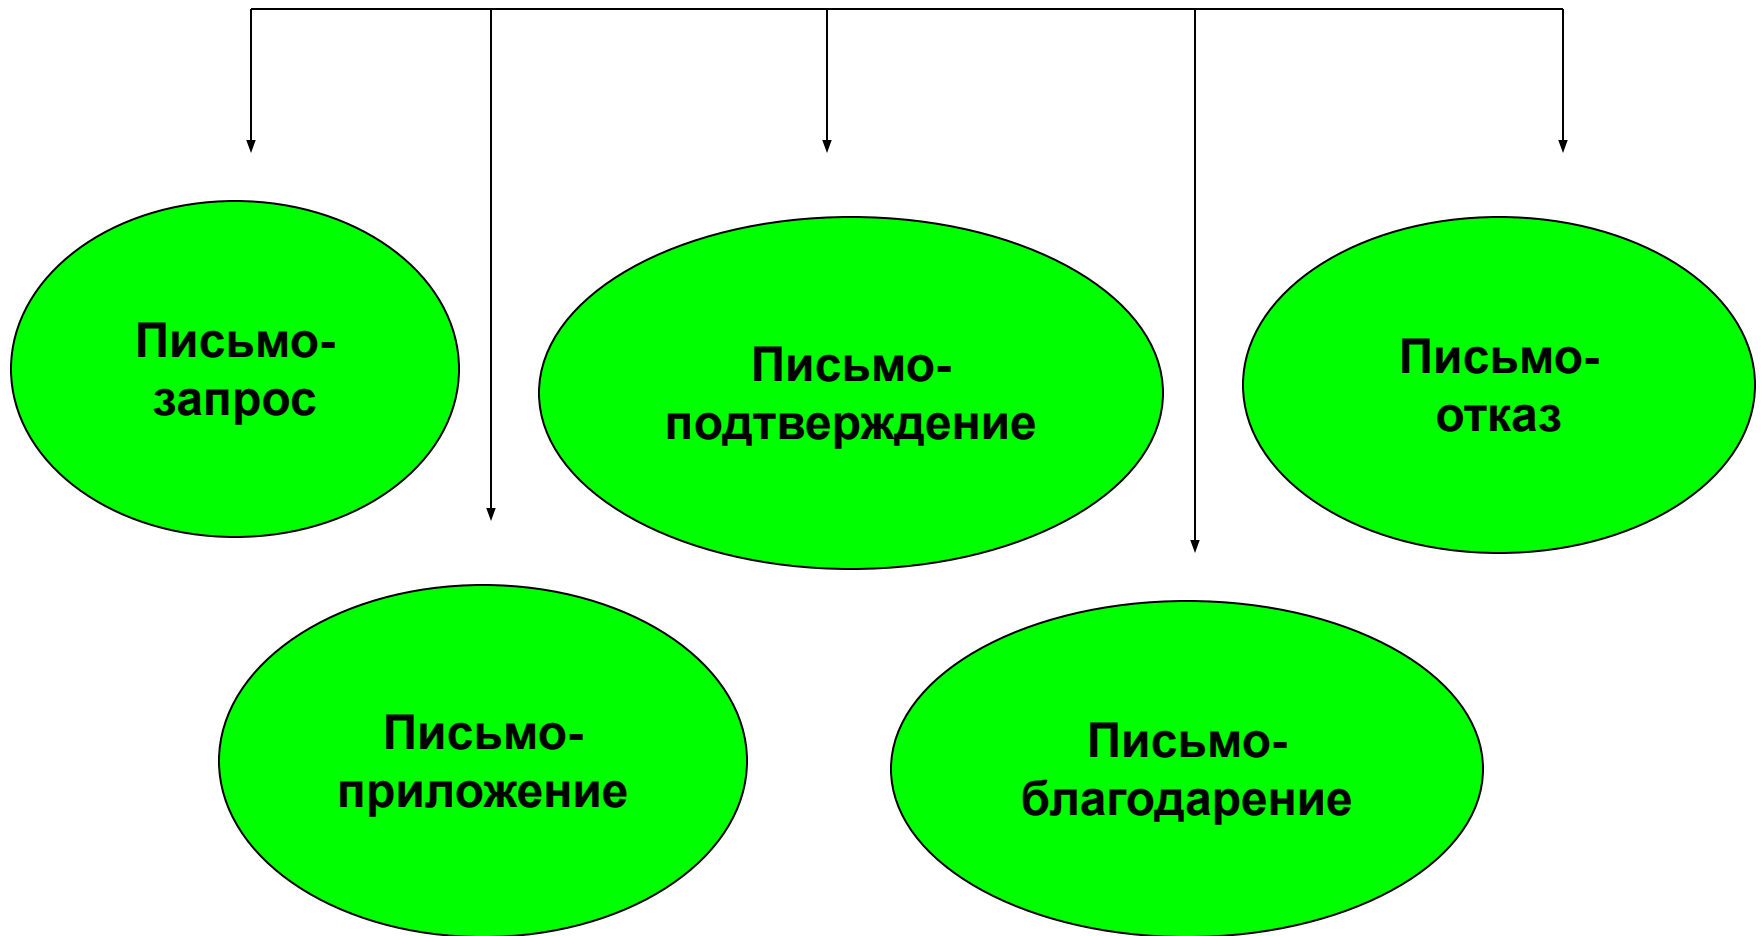 Письмо-
запрос
Письмо-
подтверждение
Письмо-
отказ
Письмо-
приложение
Письмо-
благодарение